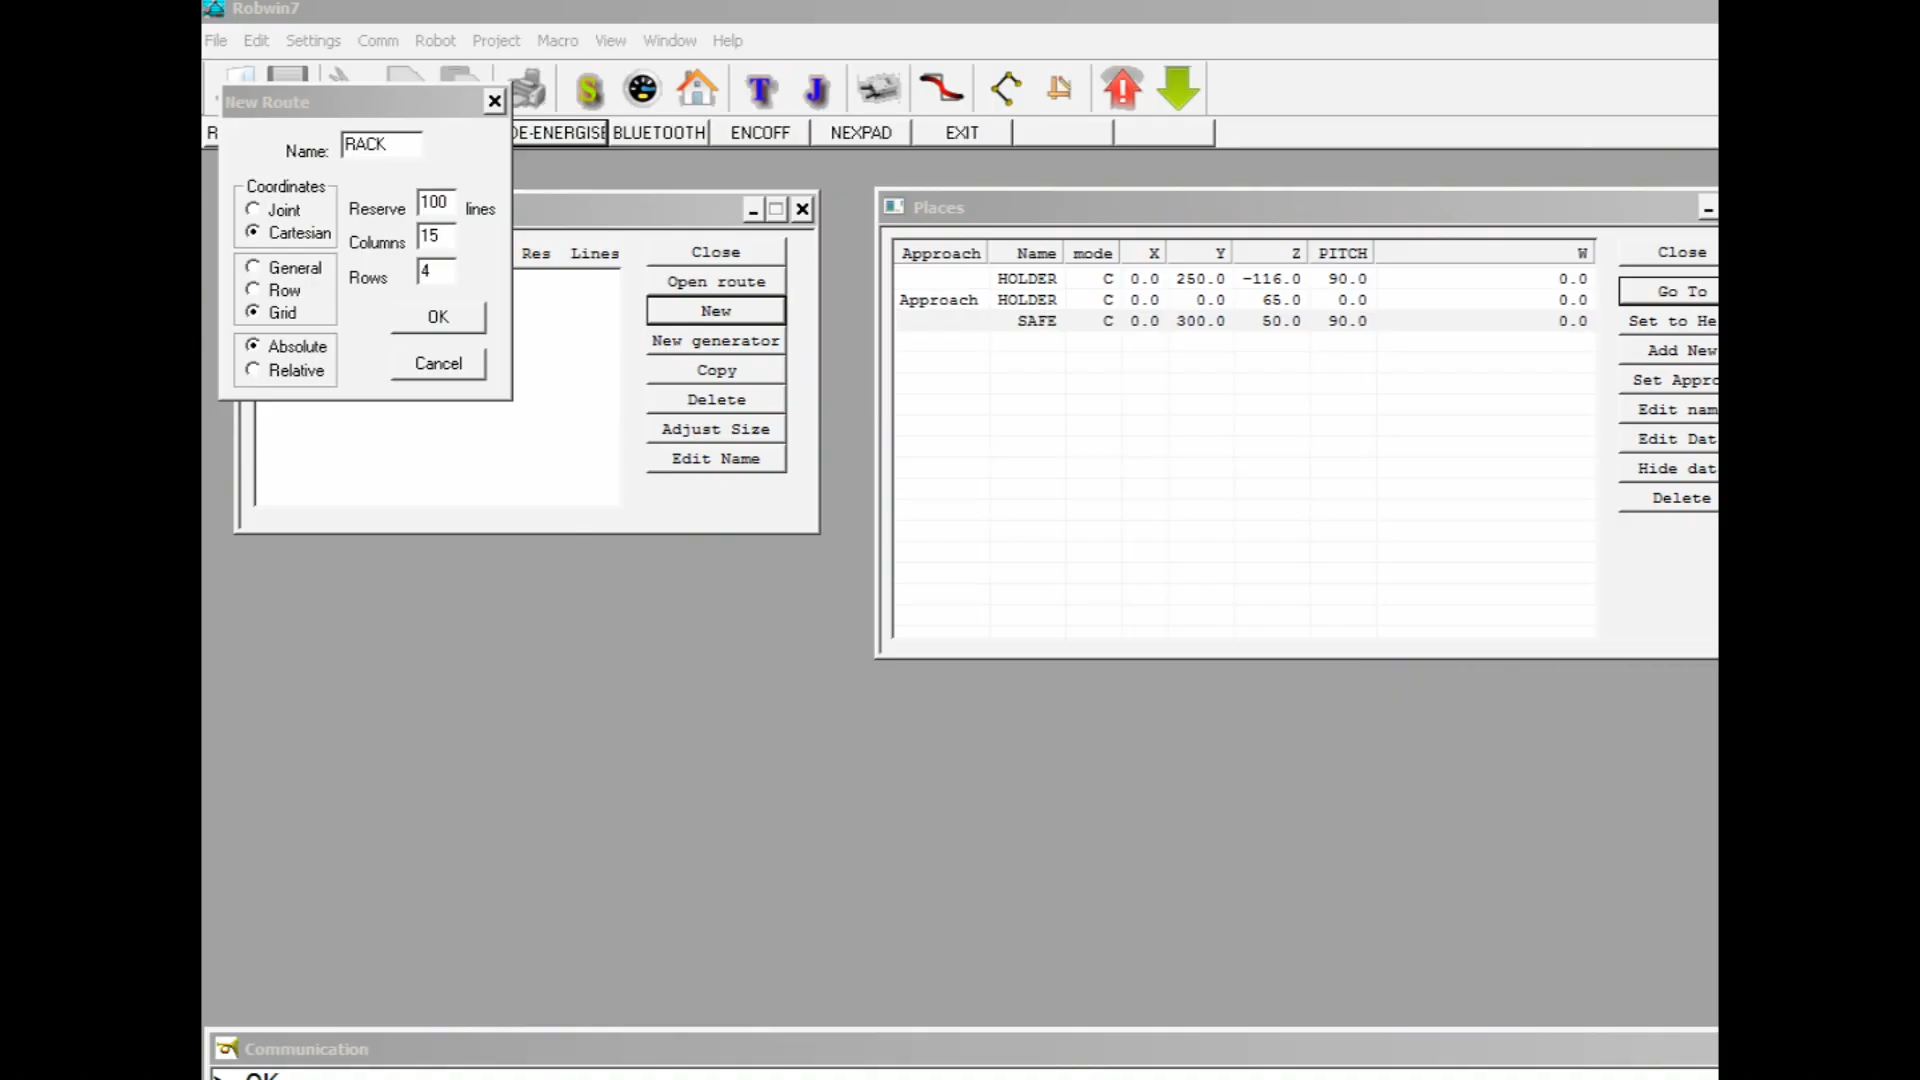 Robwin7
File Edit Settings Comm Robot Project Macro View Window Help
S T J
R DE-ENERGISE BLUETOOTH ENCOFF NEXPAD EXIT
New Route
Name: RACK
Coordinates
Joint
Cartesian
General
Row
Grid
Absolute
Relative
Reserve 100 lines
Columns 15
Rows 4
OK
Cancel
Res Lines
Close
Open route
New
New generator
Copy
Delete
Adjust Size
Edit Name
Places
Approach Name mode X Y Z PITCH W
HOLDER C 0.0 250.0 -116.0 90.0 0.0
Approach HOLDER C 0.0 0.0 65.0 0.0 0.0
SAFE C 0.0 300.0 50.0 90.0 0.0
Close
Go To
Set to He
Add New
Set Appro
Edit nam
Edit Dat
Hide dat
Delete
Communication
> OK